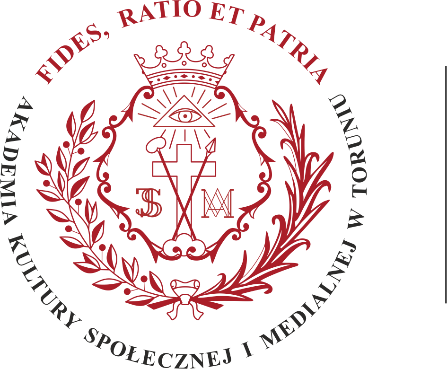 FIDES, RATIO ET PATRIA
AKADEMIA KULTURY SPOŁECZNEJ I MEDIALNEJ W TORUNIU